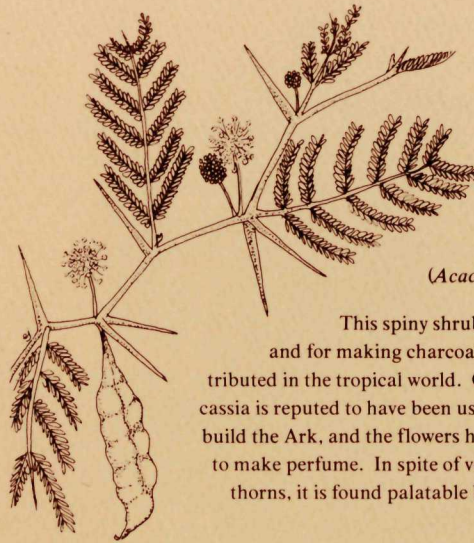 (Acac
This spiny shrub
and for making charcoa
tributed in the tropical world.
cassia is reputed to have been us
build the Ark, and the flowers h
to make perfume. In spite of v
thorns, it is found palatable